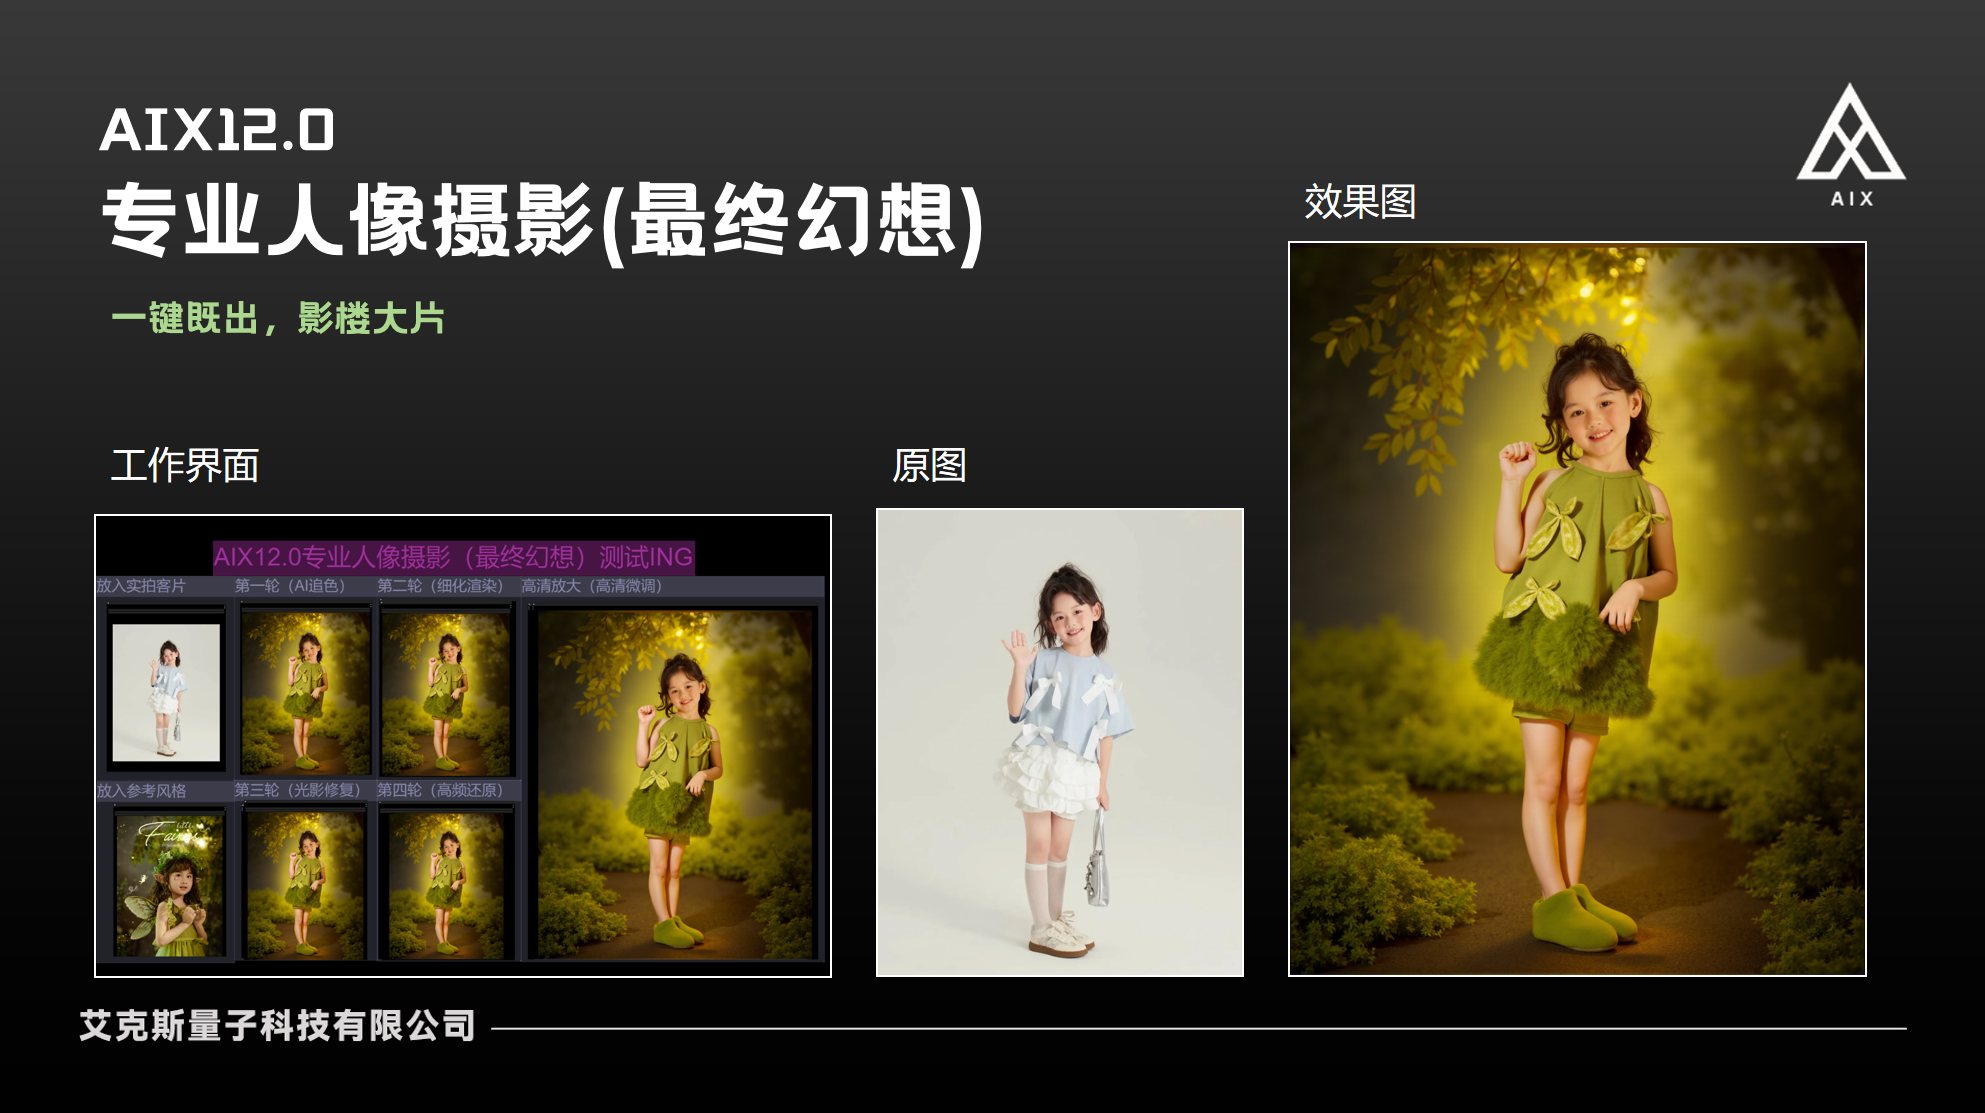 AIX12.0
专业人像摄影(最终幻想)
一键既出，影楼大片
AIX
效果图
工作界面
原图
AIX12.0专业人像摄影（最终幻想）测试ING
放入实拍客片
第一轮（AI追色）
第二轮（细化渲染）
高清放大（高清微调）
放入参考风格
第三轮（光影修复）
第四轮（高频还原）
艾克斯量子科技有限公司